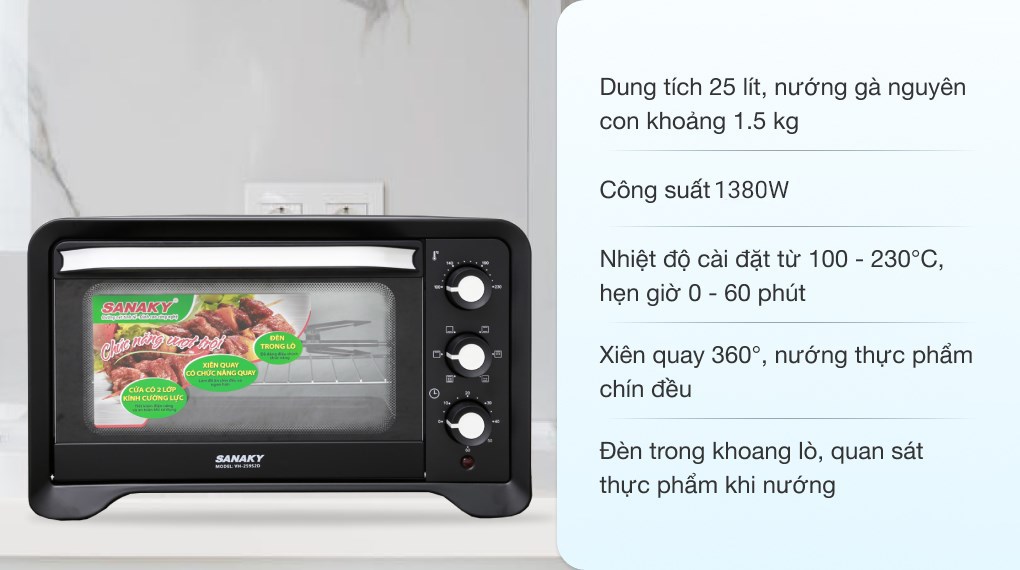 Dung tích 25 lít, nướng gà nguyên
con khoảng 1.5 kg
Công suất 1380W
Nhiệt độ cài đặt từ 100 - 230°C,
hẹn giờ 0 - 60 phút
Xiên quay 360°, nướng thực phẩm
chín đều
Đèn trong khoang lò, quan sát
thực phẩm khi nướng
SANAKY
Chức năng vượt trội
ĐÈN
TRONG LÒ
XIÊN QUAY
CÓ CHỨC NĂNG QUAY
CỬA CÓ 2 LỚP
KÍNH CƯỜNG LỰC
SANAKY
MODEL: VH-2599S2D